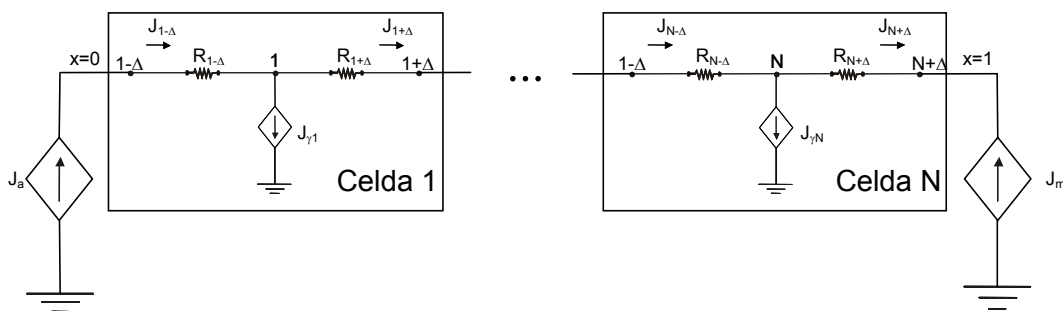 J1-Δ J1+Δ JN-Δ JN+Δ
x=0 1-Δ R1-Δ 1 R1+Δ 1+Δ ... 1-Δ RN-Δ N RN+Δ N+Δ x=1
Jγ1 JγN
Ja Celda 1 Celda N Jm